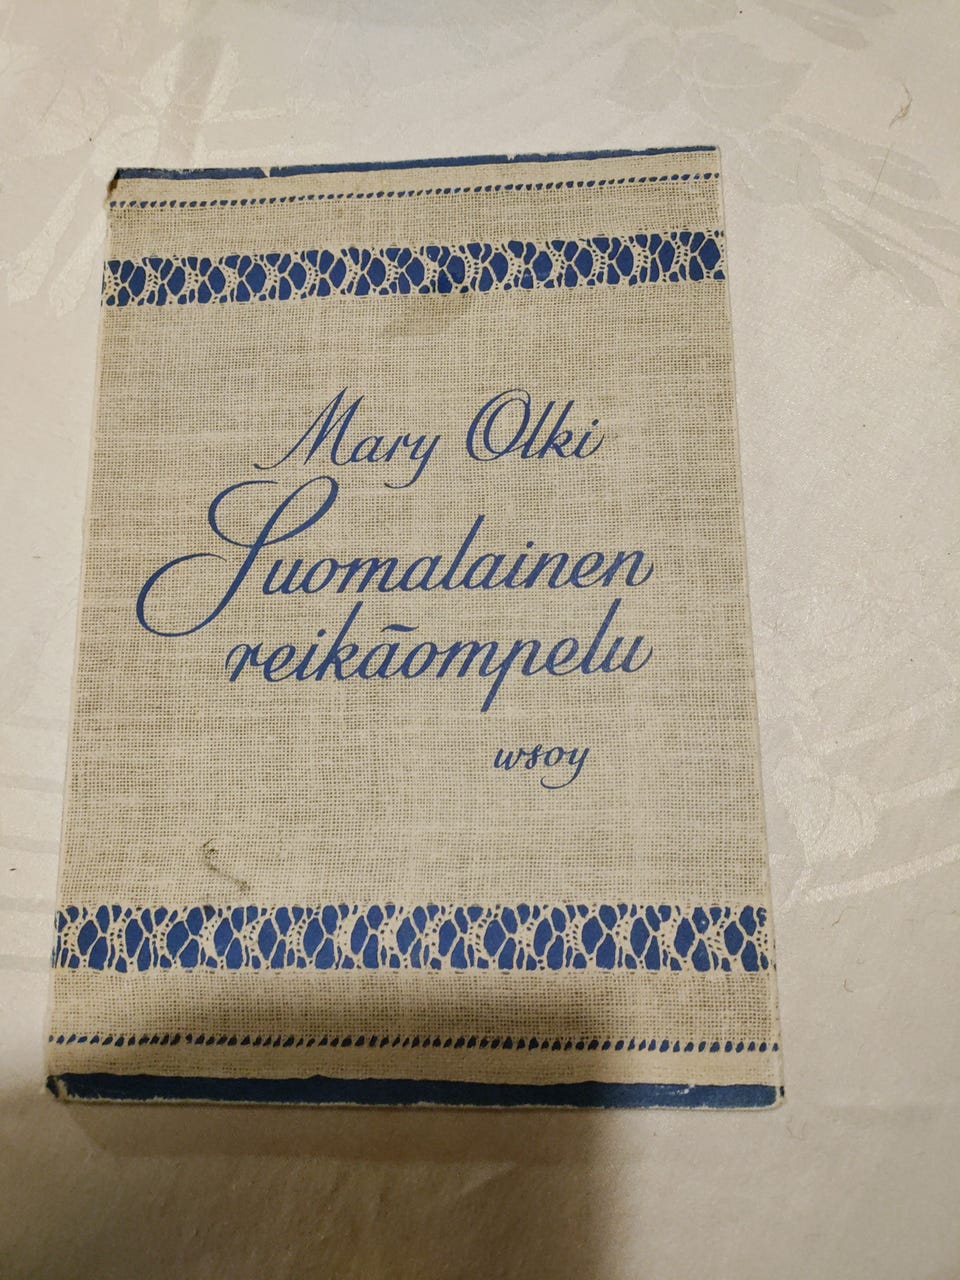 Mary Olki
Suomalainen
reikäompelu
wsoy